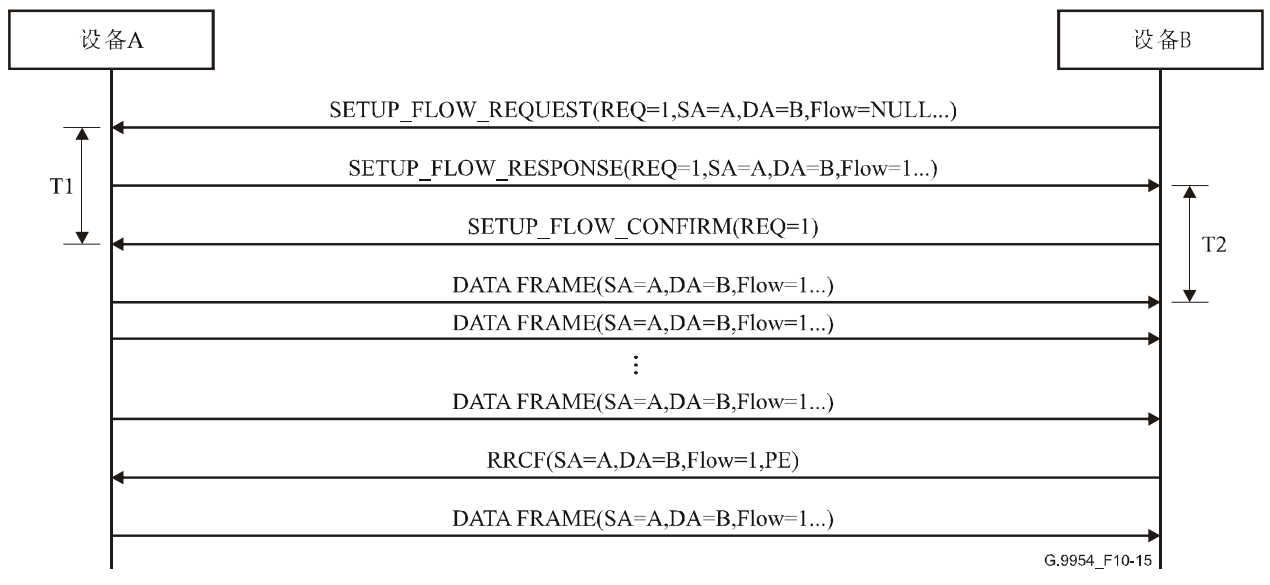 设备A
设备B
SETUP_FLOW_REQUEST(REQ=1,SA=A,DA=B,Flow=NULL...)
SETUP_FLOW_RESPONSE(REQ=1,SA=A,DA=B,Flow=1...)
T1
SETUP_FLOW_CONFIRM(REQ=1)
T2
DATA FRAME(SA=A,DA=B,Flow=1...)
DATA FRAME(SA=A,DA=B,Flow=1...)
⋮
DATA FRAME(SA=A,DA=B,Flow=1...)
RRCF(SA=A,DA=B,Flow=1,PE)
DATA FRAME(SA=A,DA=B,Flow=1...)
G.9954_F10-15